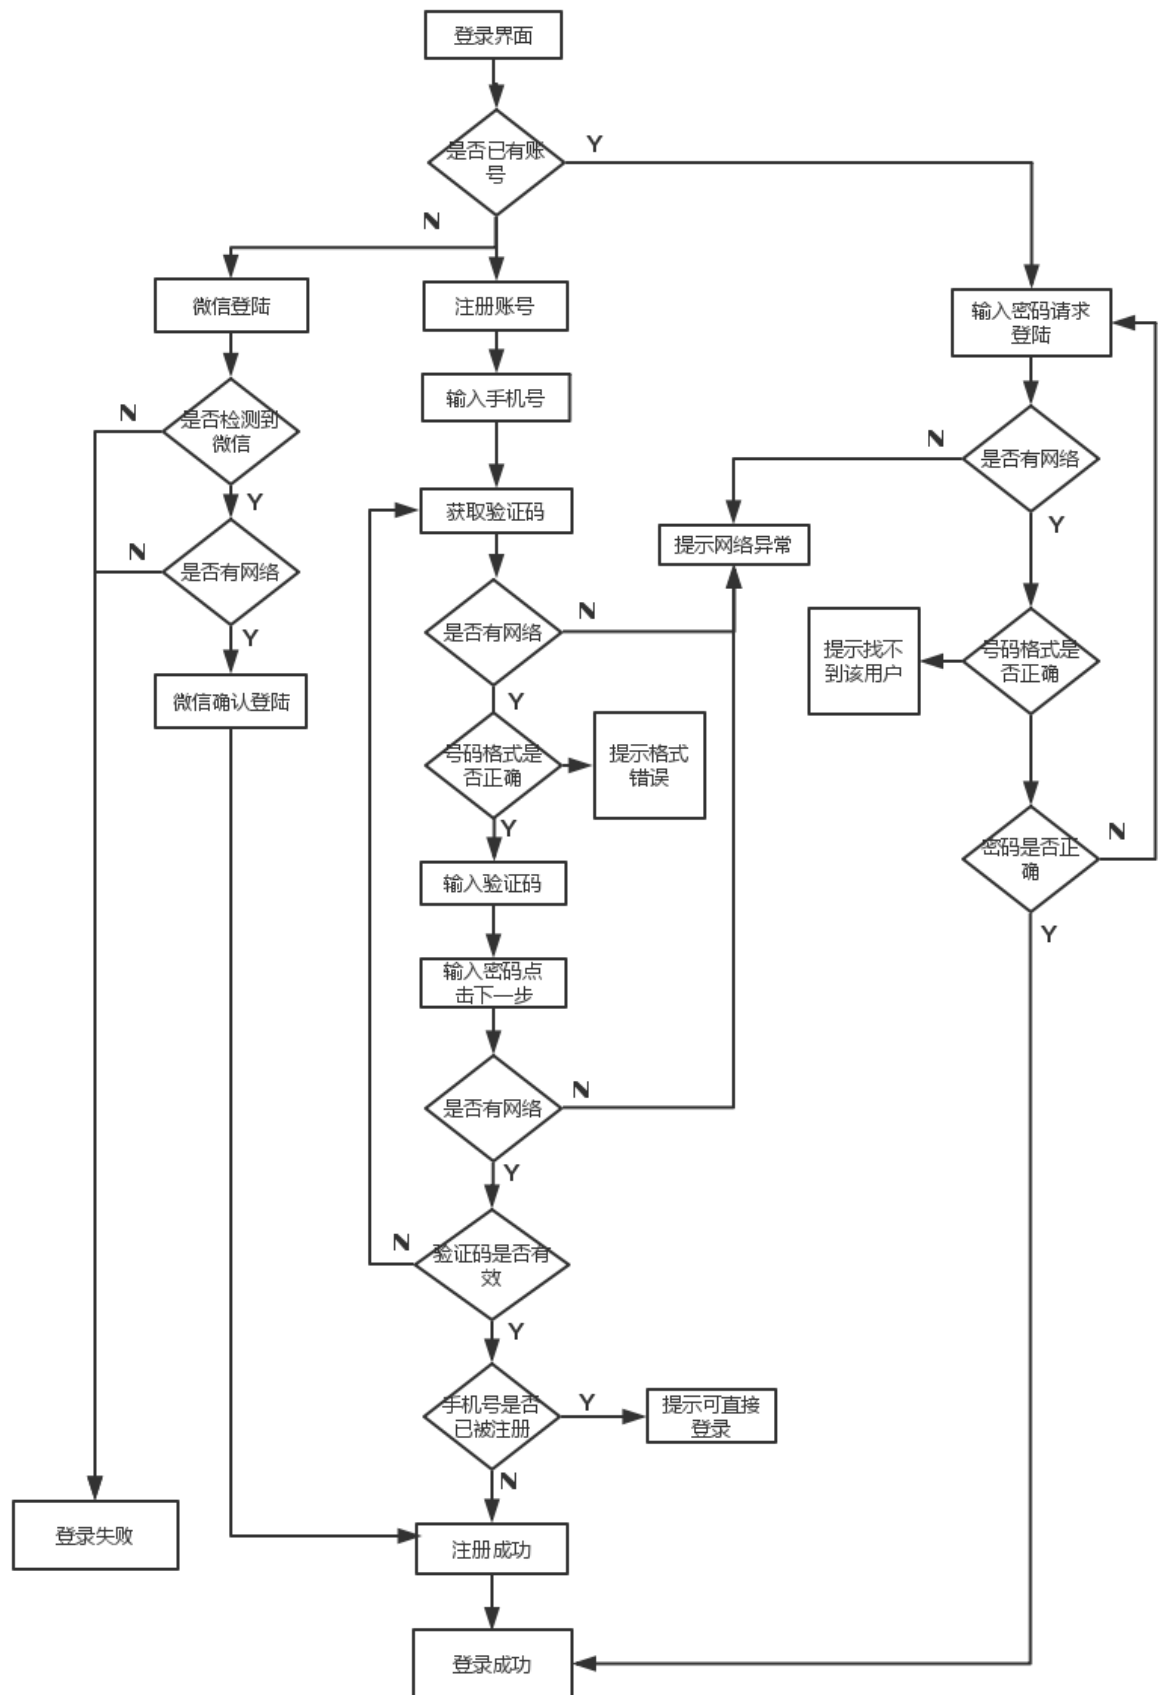 登录界面
是否已有账
号
Y
N
微信登陆
注册账号
输入密码请求
登陆
输入手机号
N
是否检测到
微信
Y
N
是否有网络
Y
获取验证码
提示网络异常
N
是否有网络
Y
微信确认登陆
N
是否有网络
Y
提示找不
到该用户
号码格式是
否正确
号码格式是
否正确
提示格式
错误
Y
输入验证码
密码是否正
确
N
Y
输入密码点
击下一步
是否有网络
N
Y
N
验证码是否有
效
Y
手机号是否
已被注册
Y
提示可直接
登录
N
登录失败
注册成功
登录成功